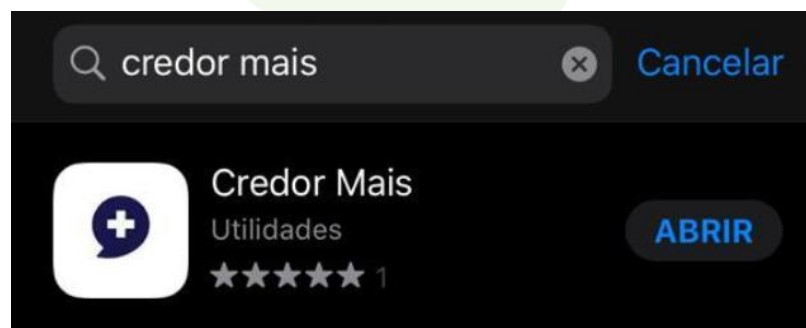 credor mais Cancelar
Credor Mais
Utilidades
ABRIR
1